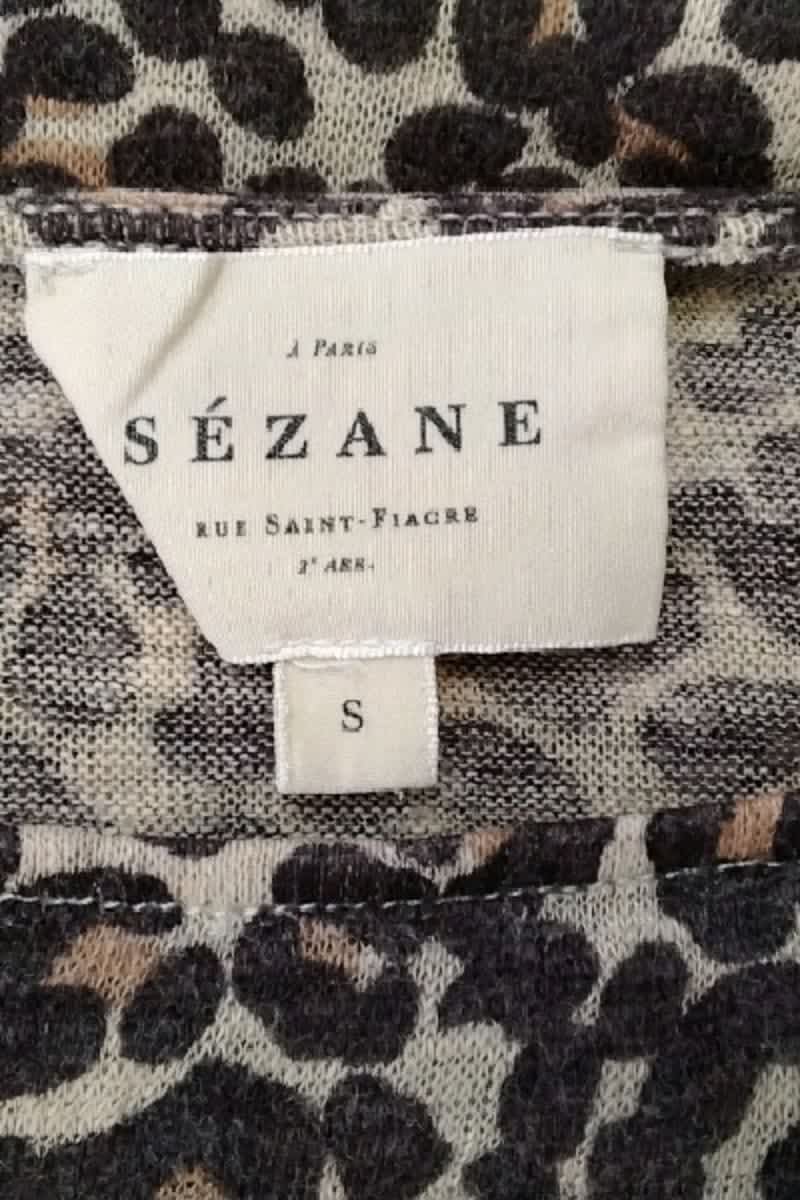 À PARIS
SÉZANE
RUE SAINT-FIACRE
2ᵉ ARR.
S